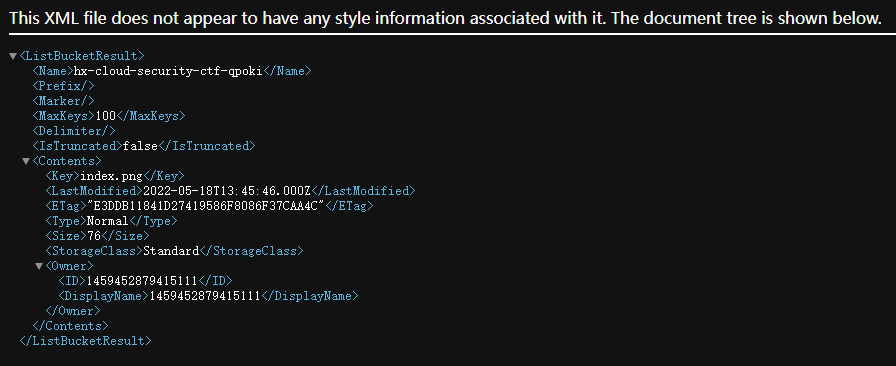 This XML file does not appear to have any style information associated with it. The document tree is shown below.
▼<ListBucketResult>
<Name>hx-cloud-security-ctf-qpoki</Name>
<Prefix/>
<Marker/>
<MaxKeys>100</MaxKeys>
<Delimiter/>
<IsTruncated>false</IsTruncated>
▼<Contents>
<Key>index.png</Key>
<LastModified>2022-05-18T13:45:46.000Z</LastModified>
<ETag>"E3DDB11841D27419586F8086F37CAA4C"</ETag>
<Type>Normal</Type>
<Size>76</Size>
<StorageClass>Standard</StorageClass>
▼<Owner>
<ID>1459452879415111</ID>
<DisplayName>1459452879415111</DisplayName>
</Owner>
</Contents>
</ListBucketResult>